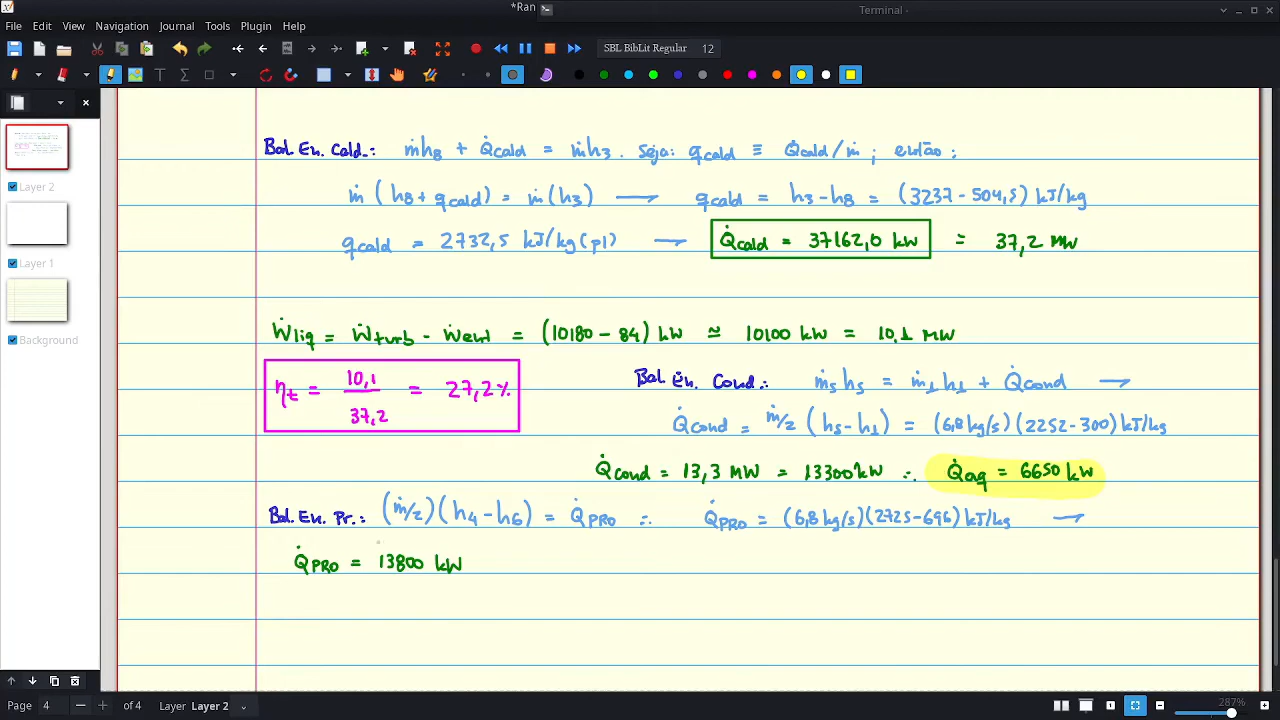 *Ran
Terminal -
File Edit View Navigation Journal Tools Help
SBL BibLit Regular 12
Layer 2
Layer 1
Background
Bal. En. Cald.: ṁh₈ + Q̇cald = ṁh₃. Seja: qcald ≡ Q̇cald/ṁ ; então:
ṁ(h₈ + qcald) = ṁ(h₃) ⟶ qcald = h₃-h₈ = (3237 - 504,5) kJ/kg
qcald = 2732,5 kJ/kg(pl) ⟶ Q̇cald = 37162,0 kW = 37,2 MW
Ẇliq = Ẇturb - Ẇent = (10180 - 84) kW ≈ 10100 kW = 10,1 MW
ηt = 10,1 / 37,2 = 27,2%
Bal. En. Cond.: ṁ₅h₅ = ṁ₁h₁ + Q̇cond ⟶
Q̇cond = ṁ/2 (h₅-h₁) = (6,8 kg/s)(2252-300)kJ/kg
Q̇cond = 13,3 MW = 13300 kW ∴ Q̇aq = 6650 kW
Bal. En. Pr.: (ṁ/2)(h₄-h₆) = Q̇PRO ∴ Q̇PRO = (6,8 kg/s)(2725-696)kJ/kg ⟶
Q̇PRO = 13800 kW
Page 4 of 4 Layer Layer 2 287%